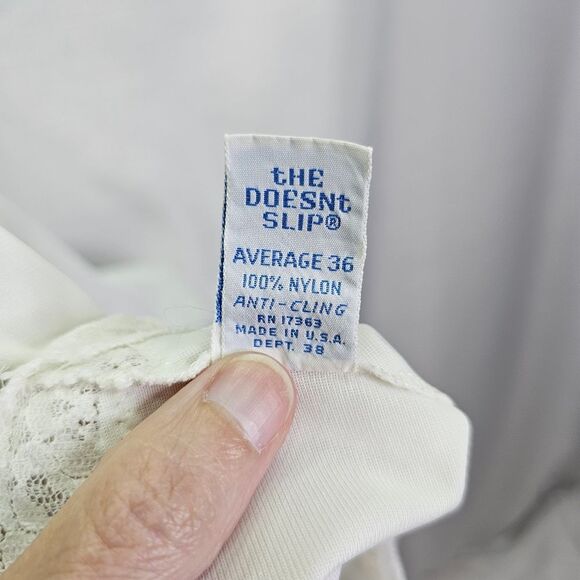 tHE
DOESNt
SLIP®
AVERAGE 36
100% NYLON
ANTI-CLING
RN 17363
MADE IN U.S.A.
DEPT. 38